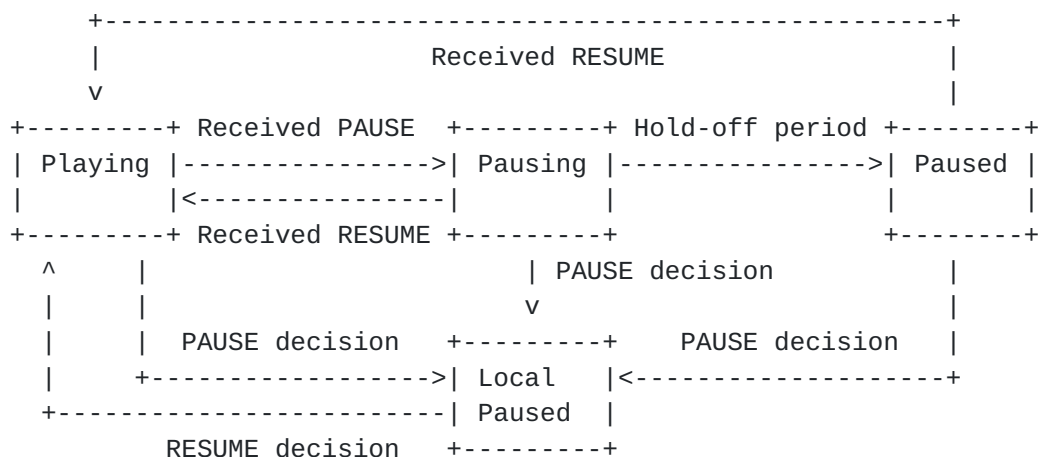 Received RESUME
Received PAUSE Hold-off period
Playing Pausing Paused
Received RESUME
PAUSE decision
PAUSE decision PAUSE decision
Local
Paused
RESUME decision